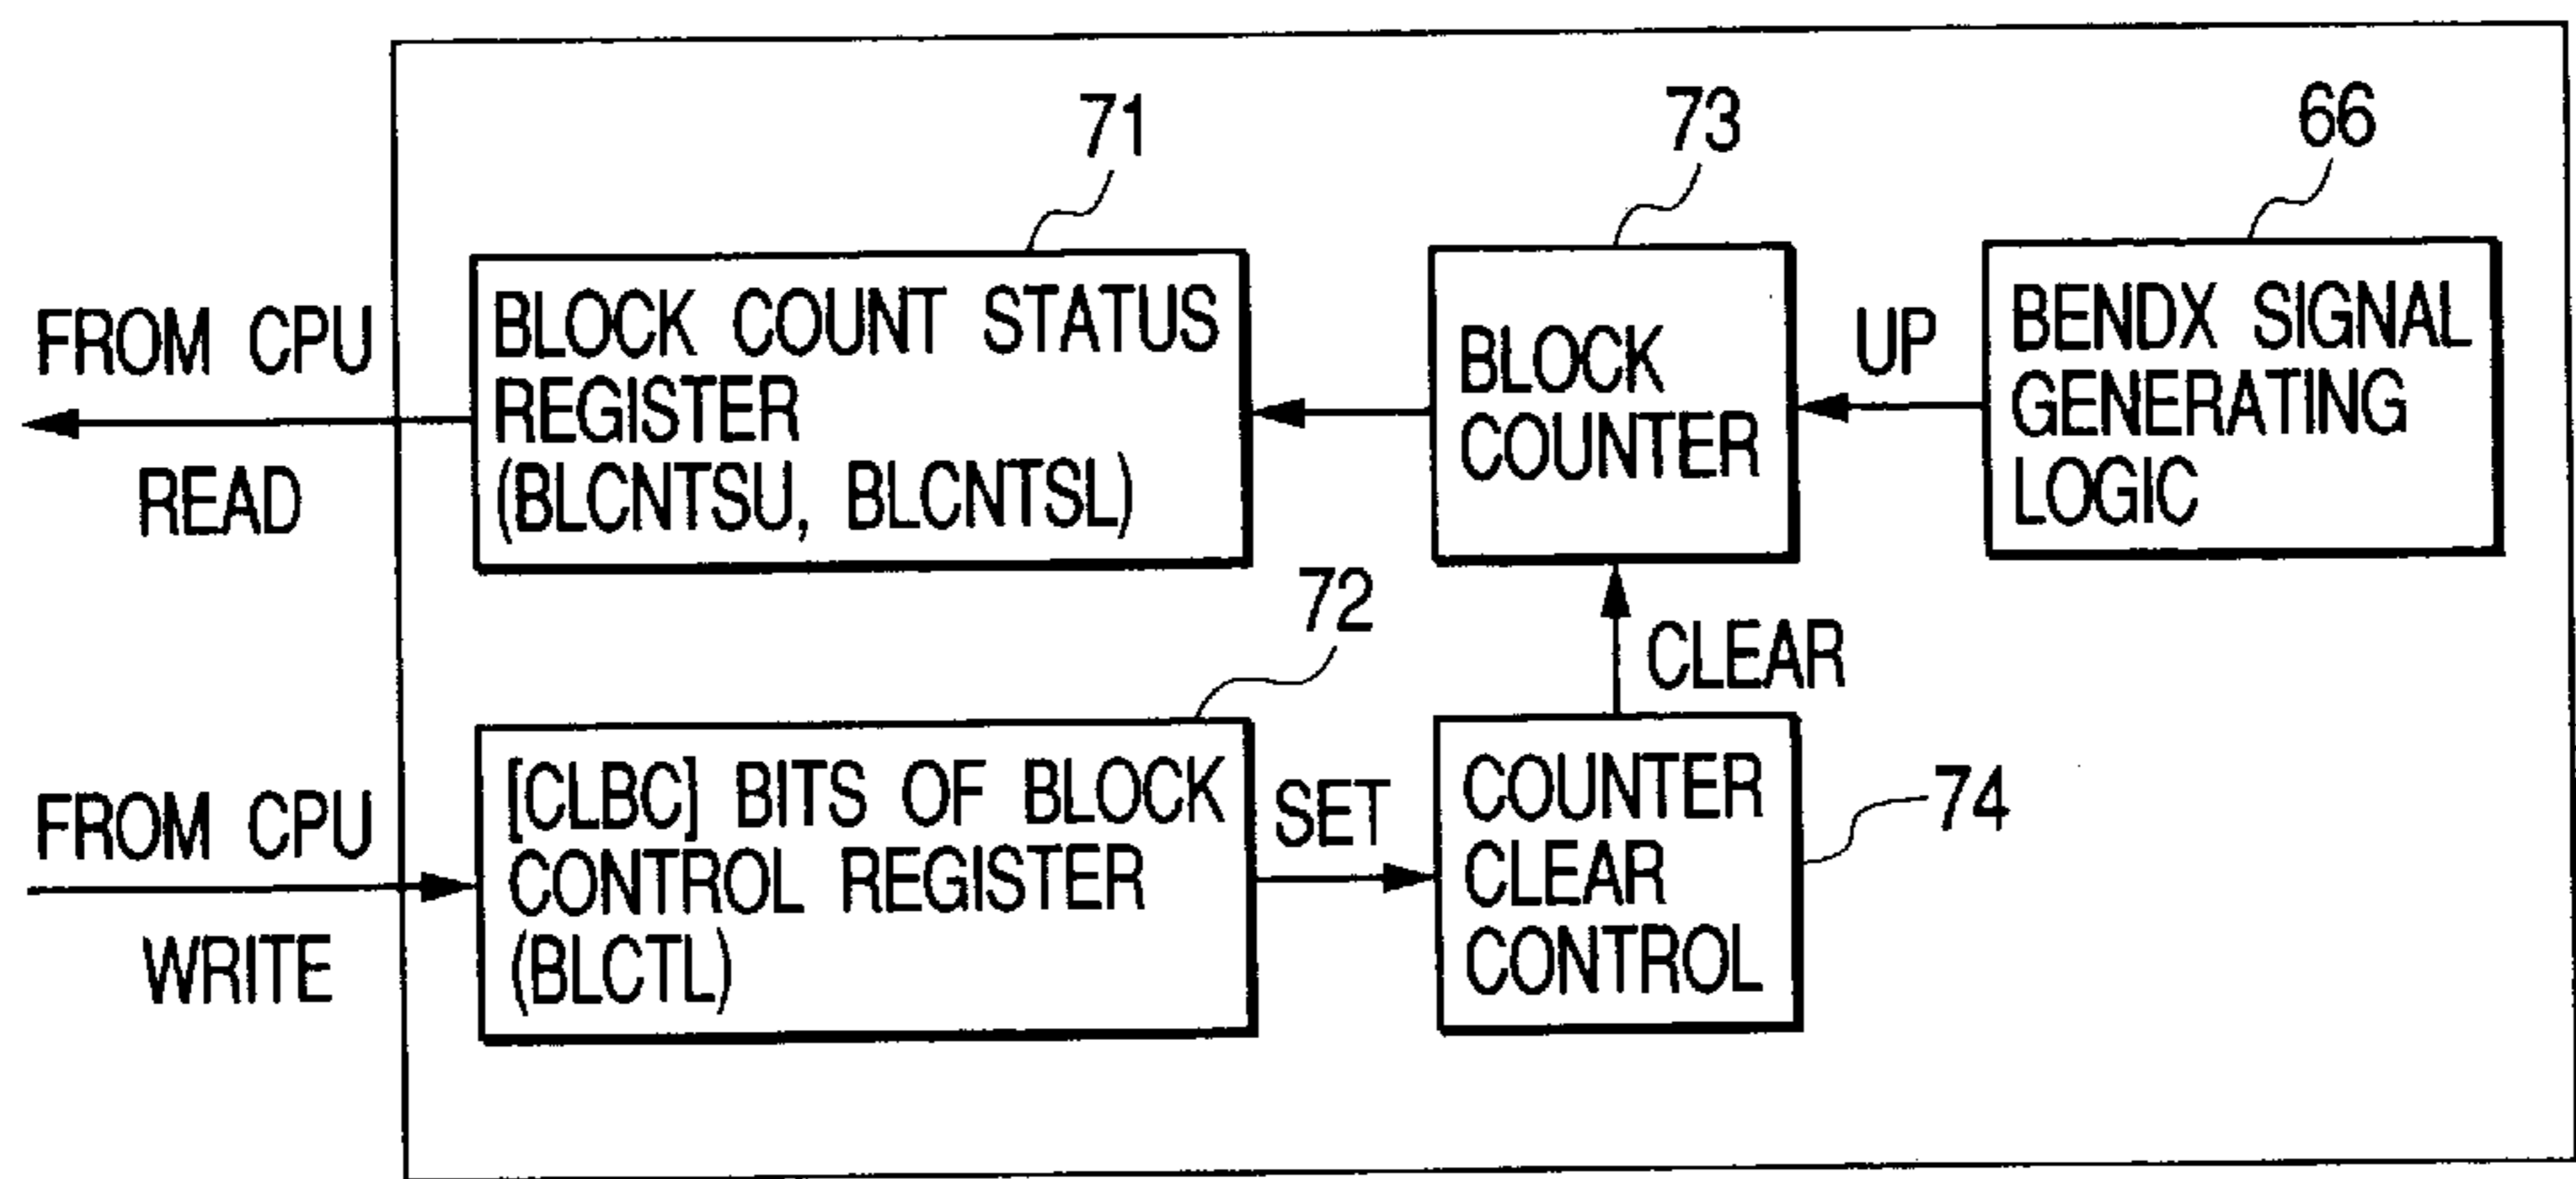 71
73
66
FROM CPU
READ
BLOCK COUNT STATUS
REGISTER
(BLCNTSU, BLCNTSL)
BLOCK
COUNTER
UP
BENDX SIGNAL
GENERATING
LOGIC
72
CLEAR
FROM CPU
WRITE
[CLBC] BITS OF BLOCK
CONTROL REGISTER
(BLCTL)
SET
COUNTER
CLEAR
CONTROL
74